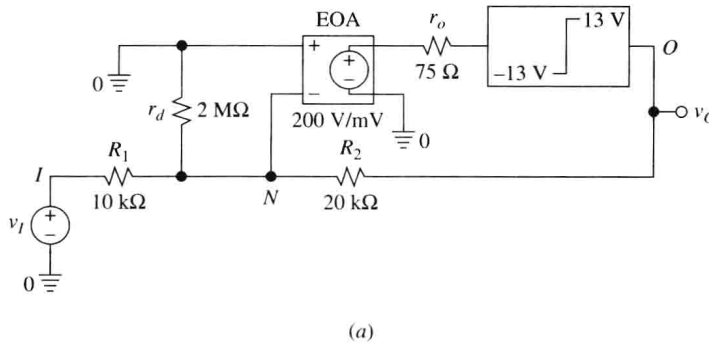 EOA
r_o
13 V
−13 V
O
0
+
+
−
−
75 Ω
r_d
2 MΩ
200 V/mV
0
v_O
R_1
R_2
I
10 kΩ
N
20 kΩ
v_I
+
−
0
(a)